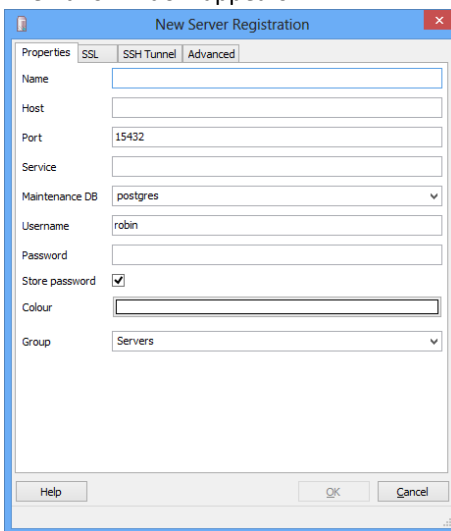 New Server Registration
Properties SSL SSH Tunnel Advanced
Name
Host
Port 15432
Service
Maintenance DB postgres
Username robin
Password
Store password
Colour
Group Servers
Help OK Cancel